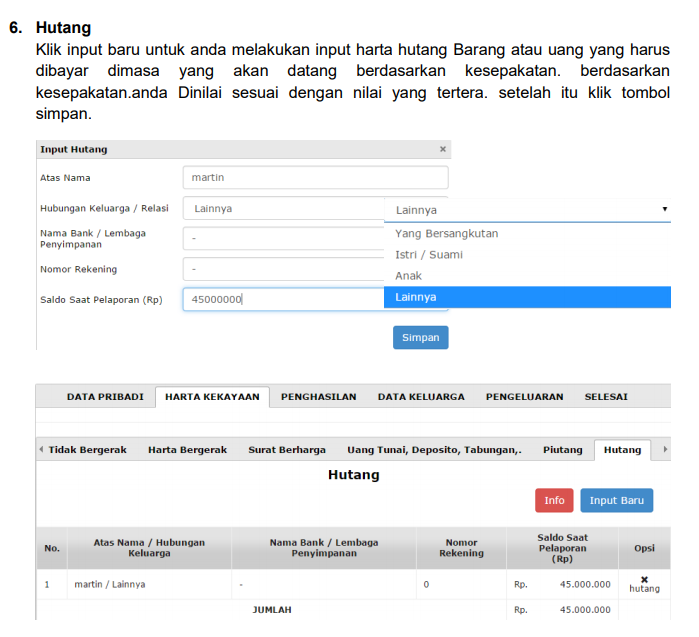 6. Hutang
Klik input baru untuk anda melakukan input harta hutang Barang atau uang yang harus
dibayar dimasa yang akan datang berdasarkan kesepakatan. berdasarkan
kesepakatan.anda Dinilai sesuai dengan nilai yang tertera. setelah itu klik tombol
simpan.
Input Hutang ×
Atas Nama martin
Hubungan Keluarga / Relasi Lainnya Lainnya
Yang Bersangkutan
Istri / Suami
Anak
Lainnya
Nama Bank / Lembaga
Penyimpanan -
Nomor Rekening -
Saldo Saat Pelaporan (Rp) 45000000
Simpan
DATA PRIBADI HARTA KEKAYAAN PENGHASILAN DATA KELUARGA PENGELUARAN SELESAI
Tidak Bergerak Harta Bergerak Surat Berharga Uang Tunai, Deposito, Tabungan,. Piutang Hutang
Hutang
Info Input Baru
No. Atas Nama / Hubungan Keluarga Nama Bank / Lembaga Penyimpanan Nomor Rekening Saldo Saat Pelaporan (Rp) Opsi
1 martin / Lainnya - 0 Rp. 45.000.000 ✖ hutang
JUMLAH Rp. 45.000.000